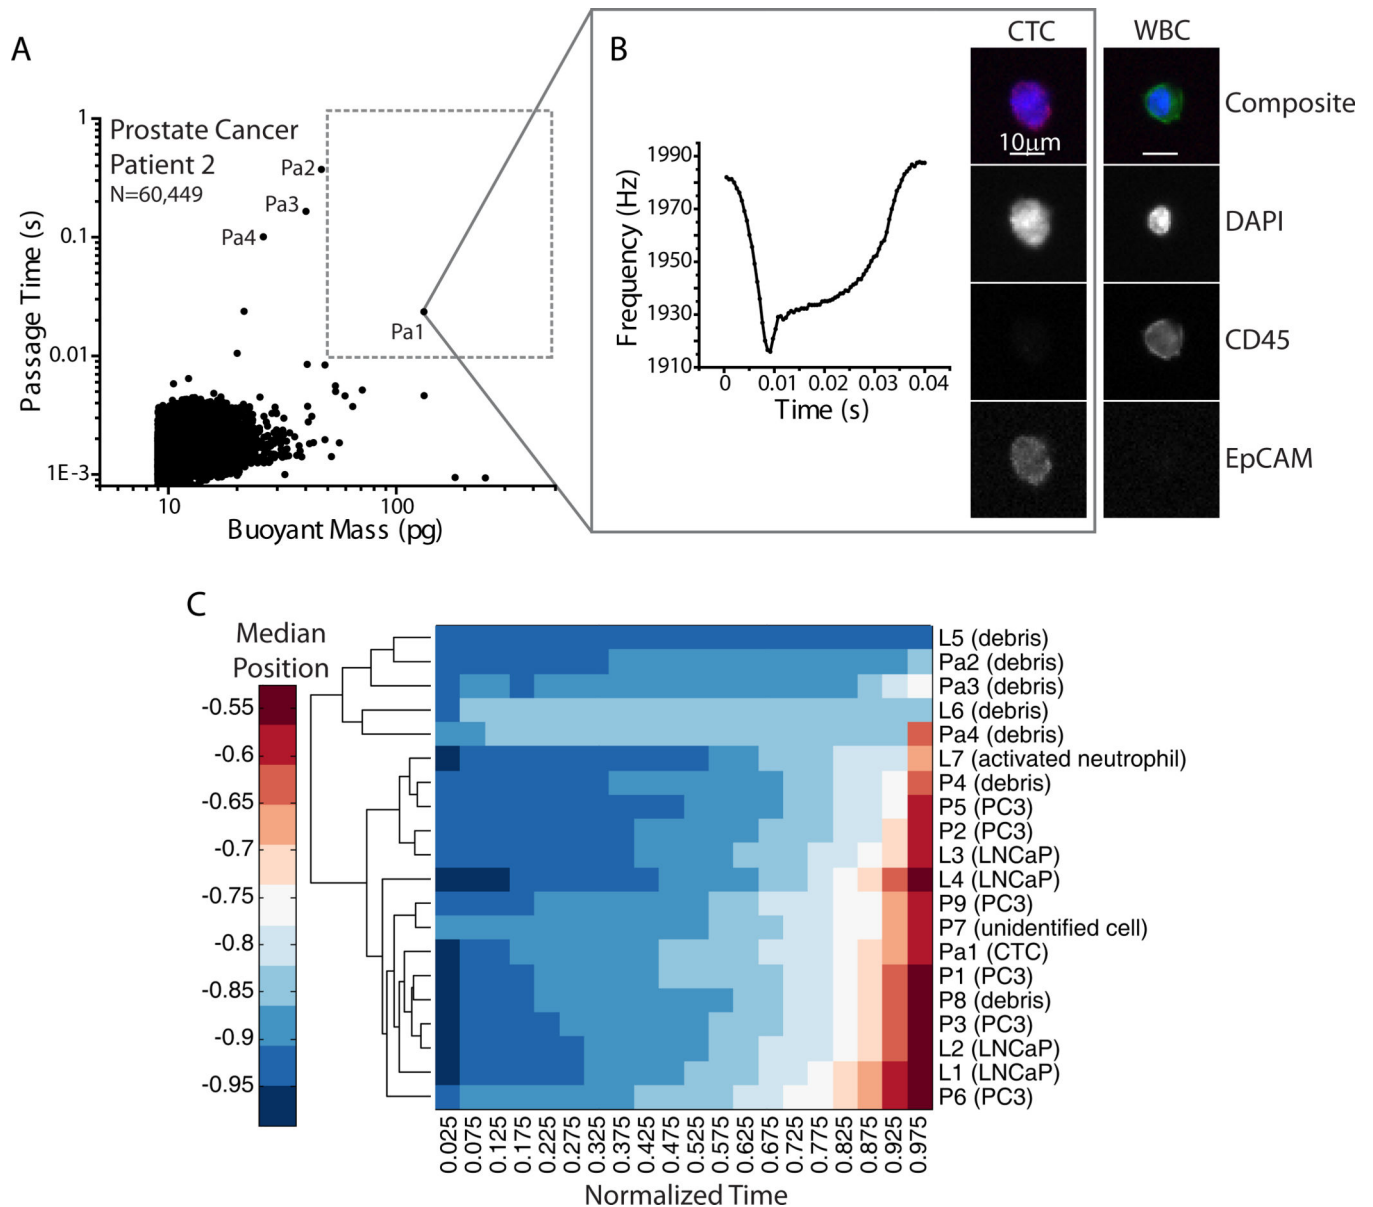 A
Prostate Cancer
Patient 2
N=60,449
Passage Time (s)
1
0.1
0.01
1E-3
Pa2
Pa3
Pa4
Pa1
10
100
Buoyant Mass (pg)
B
Frequency (Hz)
1990
1970
1950
1930
1910
0
0.01
0.02
0.03
0.04
Time (s)
CTC
WBC
10μm
Composite
DAPI
CD45
EpCAM
C
Median
Position
-0.55
-0.6
-0.65
-0.7
-0.75
-0.8
-0.85
-0.9
-0.95
L5 (debris)
Pa2 (debris)
Pa3 (debris)
L6 (debris)
Pa4 (debris)
L7 (activated neutrophil)
P4 (debris)
P5 (PC3)
P2 (PC3)
L3 (LNCaP)
L4 (LNCaP)
P9 (PC3)
P7 (unidentified cell)
Pa1 (CTC)
P1 (PC3)
P8 (debris)
P3 (PC3)
L2 (LNCaP)
L1 (LNCaP)
P6 (PC3)
0.025
0.075
0.125
0.175
0.225
0.275
0.325
0.375
0.425
0.475
0.525
0.575
0.625
0.675
0.725
0.775
0.825
0.875
0.925
0.975
Normalized Time